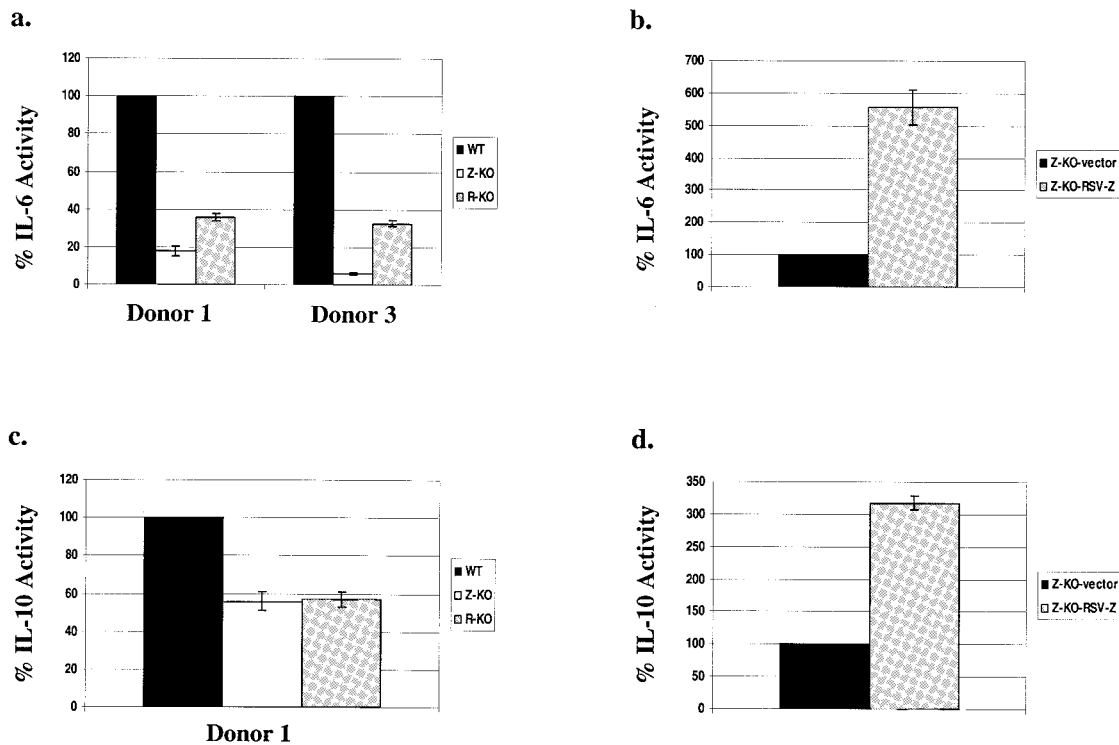 a.
% IL-6 Activity
120
100
80
60
40
20
0
Donor 1
Donor 3
WT
Z-KO
R-KO
b.
% IL-6 Activity
700
600
500
400
300
200
100
0
Z-KO-vector
Z-KO-RSV-Z
c.
% IL-10 Activity
120
100
80
60
40
20
0
Donor 1
WT
Z-KO
R-KO
d.
% IL-10 Activity
350
300
250
200
150
100
50
0
Z-KO-vector
Z-KO-RSV-Z